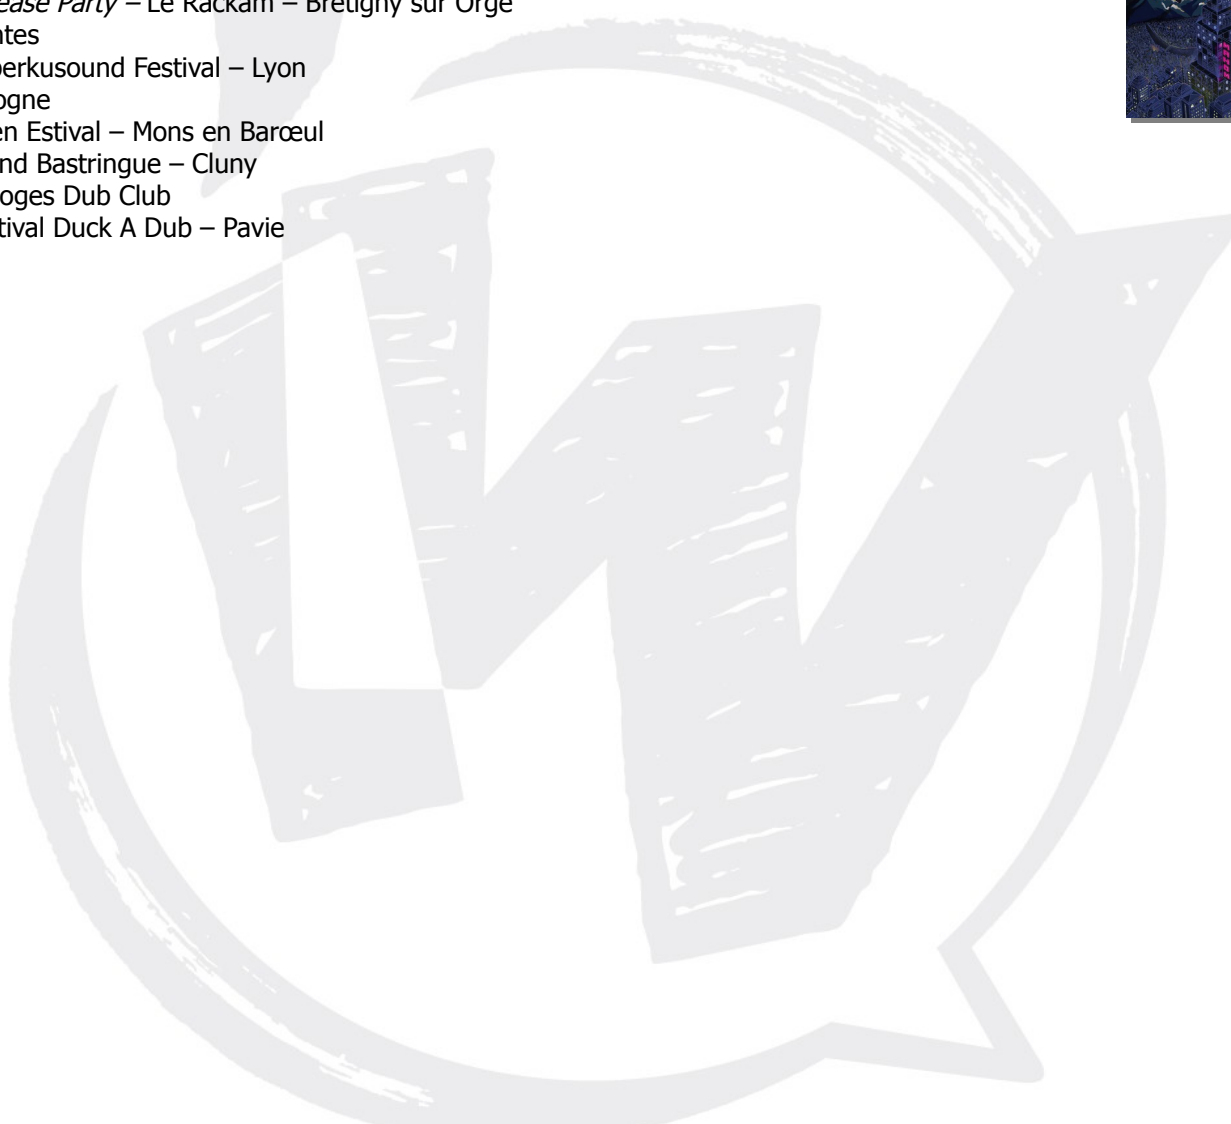 ease Party – Le Rackam – Brétigny sur Orge
ntes
perkusound Festival – Lyon
ogne
en Estival – Mons en Barœul
nd Bastringue – Cluny
oges Dub Club
tival Duck A Dub – Pavie